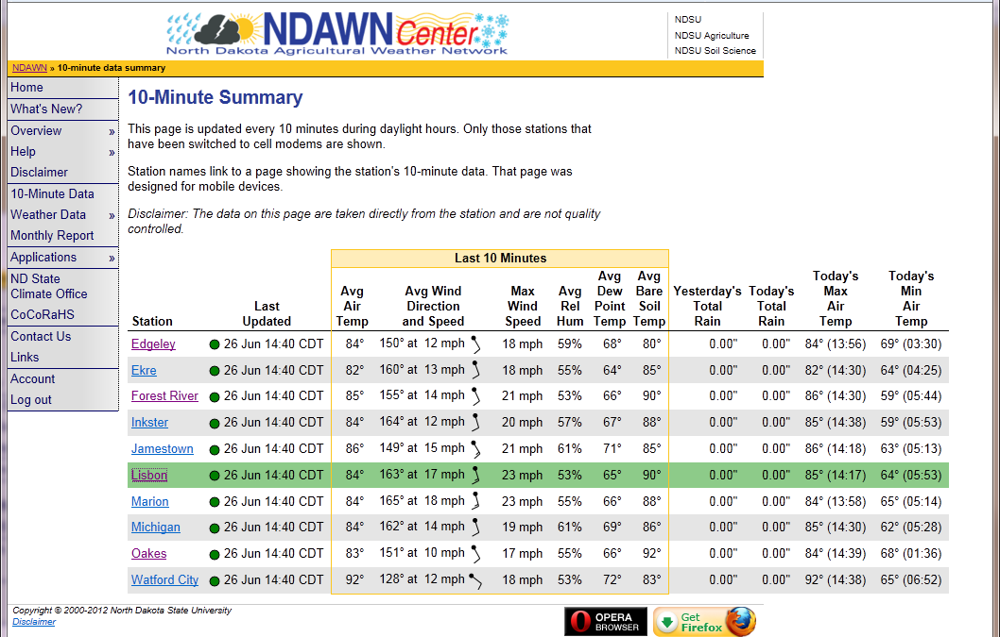 NDAWN Center
North Dakota Agricultural Weather Network
NDSU
NDSU Agriculture
NDSU Soil Science
NDAWN » 10-minute data summary
Home
What's New?
Overview »
Help »
Disclaimer
10-Minute Data
Weather Data »
Monthly Report
Applications »
ND State
Climate Office
CoCoRaHS
Contact Us
Links
Account
Log out
10-Minute Summary
This page is updated every 10 minutes during daylight hours. Only those stations that
have been switched to cell modems are shown.
Station names link to a page showing the station's 10-minute data. That page was
designed for mobile devices.
Disclaimer: The data on this page are taken directly from the station and are not quality
controlled.
Last 10 Minutes
Avg Avg Today's Today's
Avg Avg Wind Max Avg Dew Bare Yesterday's Today's Max Min
Last Air Direction Wind Rel Point Soil Total Total Air Air
Station Updated Temp and Speed Speed Hum Temp Temp Rain Rain Temp Temp
Edgeley 26 Jun 14:40 CDT 84° 150° at 12 mph 18 mph 59% 68° 80° 0.00" 0.00" 84° (13:56) 69° (03:30)
Ekre 26 Jun 14:40 CDT 82° 160° at 13 mph 18 mph 55% 64° 85° 0.00" 0.00" 82° (14:30) 64° (04:25)
Forest River 26 Jun 14:40 CDT 85° 155° at 14 mph 21 mph 53% 66° 90° 0.00" 0.00" 86° (14:30) 59° (05:44)
Inkster 26 Jun 14:40 CDT 84° 164° at 12 mph 20 mph 57% 67° 88° 0.00" 0.00" 85° (14:38) 59° (05:53)
Jamestown 26 Jun 14:40 CDT 86° 149° at 15 mph 21 mph 61% 71° 85° 0.00" 0.00" 86° (14:18) 63° (05:13)
Lisbon 26 Jun 14:40 CDT 84° 163° at 17 mph 23 mph 53% 65° 90° 0.00" 0.00" 85° (14:17) 64° (05:53)
Marion 26 Jun 14:40 CDT 84° 165° at 18 mph 23 mph 55% 66° 88° 0.00" 0.00" 84° (13:58) 65° (05:14)
Michigan 26 Jun 14:40 CDT 84° 162° at 14 mph 19 mph 61% 69° 86° 0.00" 0.00" 85° (14:30) 62° (05:28)
Oakes 26 Jun 14:40 CDT 83° 151° at 10 mph 17 mph 55% 66° 92° 0.00" 0.00" 84° (14:39) 68° (01:36)
Watford City 26 Jun 14:40 CDT 92° 128° at 12 mph 18 mph 53% 72° 83° 0.00" 0.00" 92° (14:38) 65° (06:52)
Copyright © 2000-2012 North Dakota State University
Disclaimer
OPERA
BROWSER
Get
Firefox